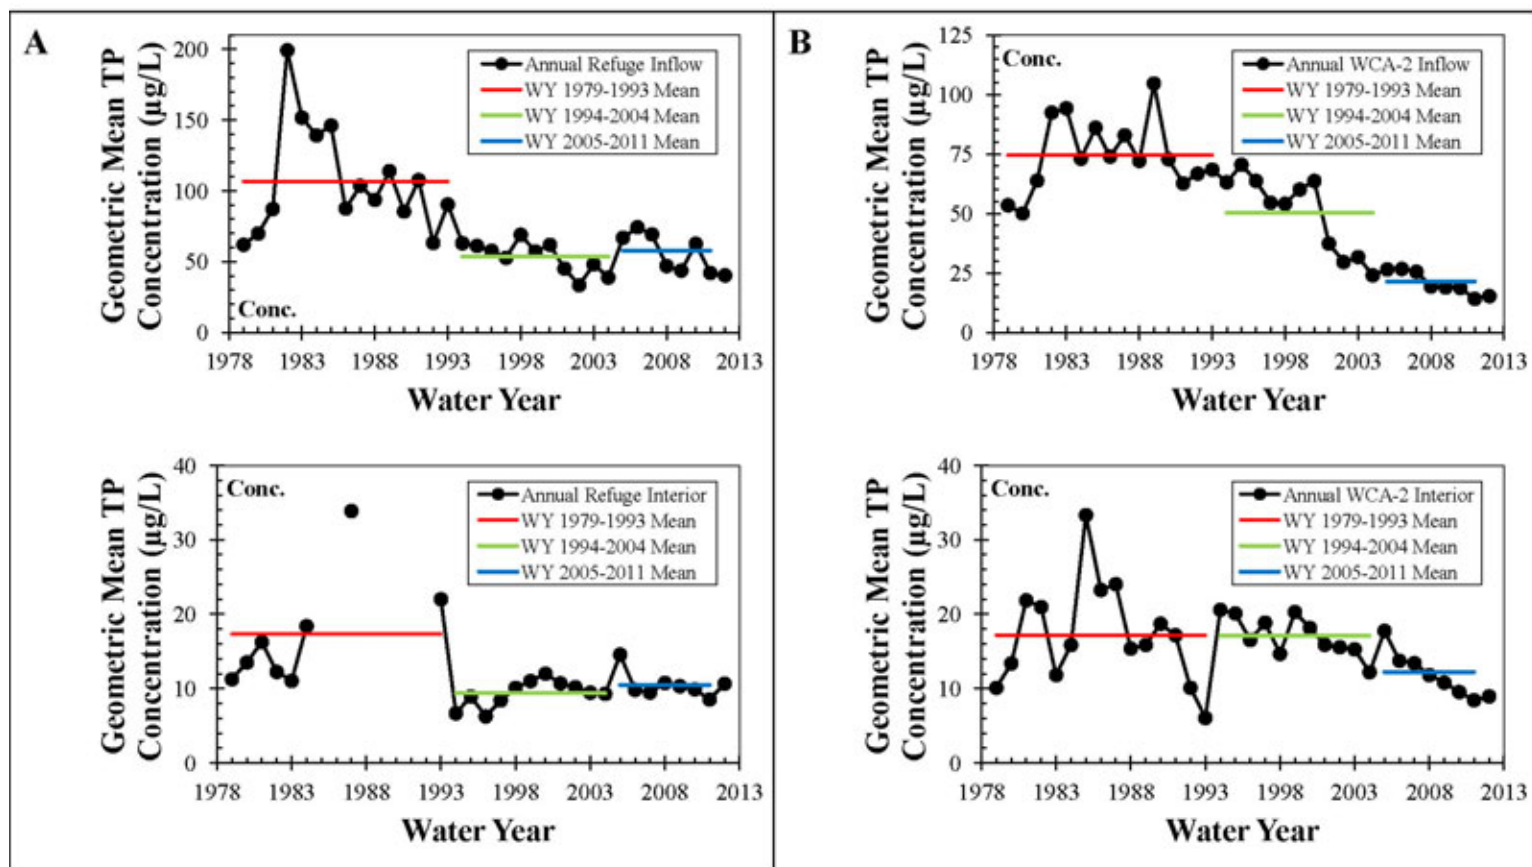 A
Geometric Mean TP
Concentration (µg/L)
200
150
100
50
0
Conc.
Annual Refuge Inflow
WY 1979-1993 Mean
WY 1994-2004 Mean
WY 2005-2011 Mean
1978 1983 1988 1993 1998 2003 2008 2013
Water Year
Geometric Mean TP
Concentration (µg/L)
40
30
20
10
0
Conc.
Annual Refuge Interior
WY 1979-1993 Mean
WY 1994-2004 Mean
WY 2005-2011 Mean
1978 1983 1988 1993 1998 2003 2008 2013
Water Year
B
Geometric Mean TP
Concentration (µg/L)
125
100
75
50
25
0
Conc.
Annual WCA-2 Inflow
WY 1979-1993 Mean
WY 1994-2004 Mean
WY 2005-2011 Mean
1978 1983 1988 1993 1998 2003 2008 2013
Water Year
Geometric Mean TP
Concentration (µg/L)
40
30
20
10
0
Conc.
Annual WCA-2 Interior
WY 1979-1993 Mean
WY 1994-2004 Mean
WY 2005-2011 Mean
1978 1983 1988 1993 1998 2003 2008 2013
Water Year